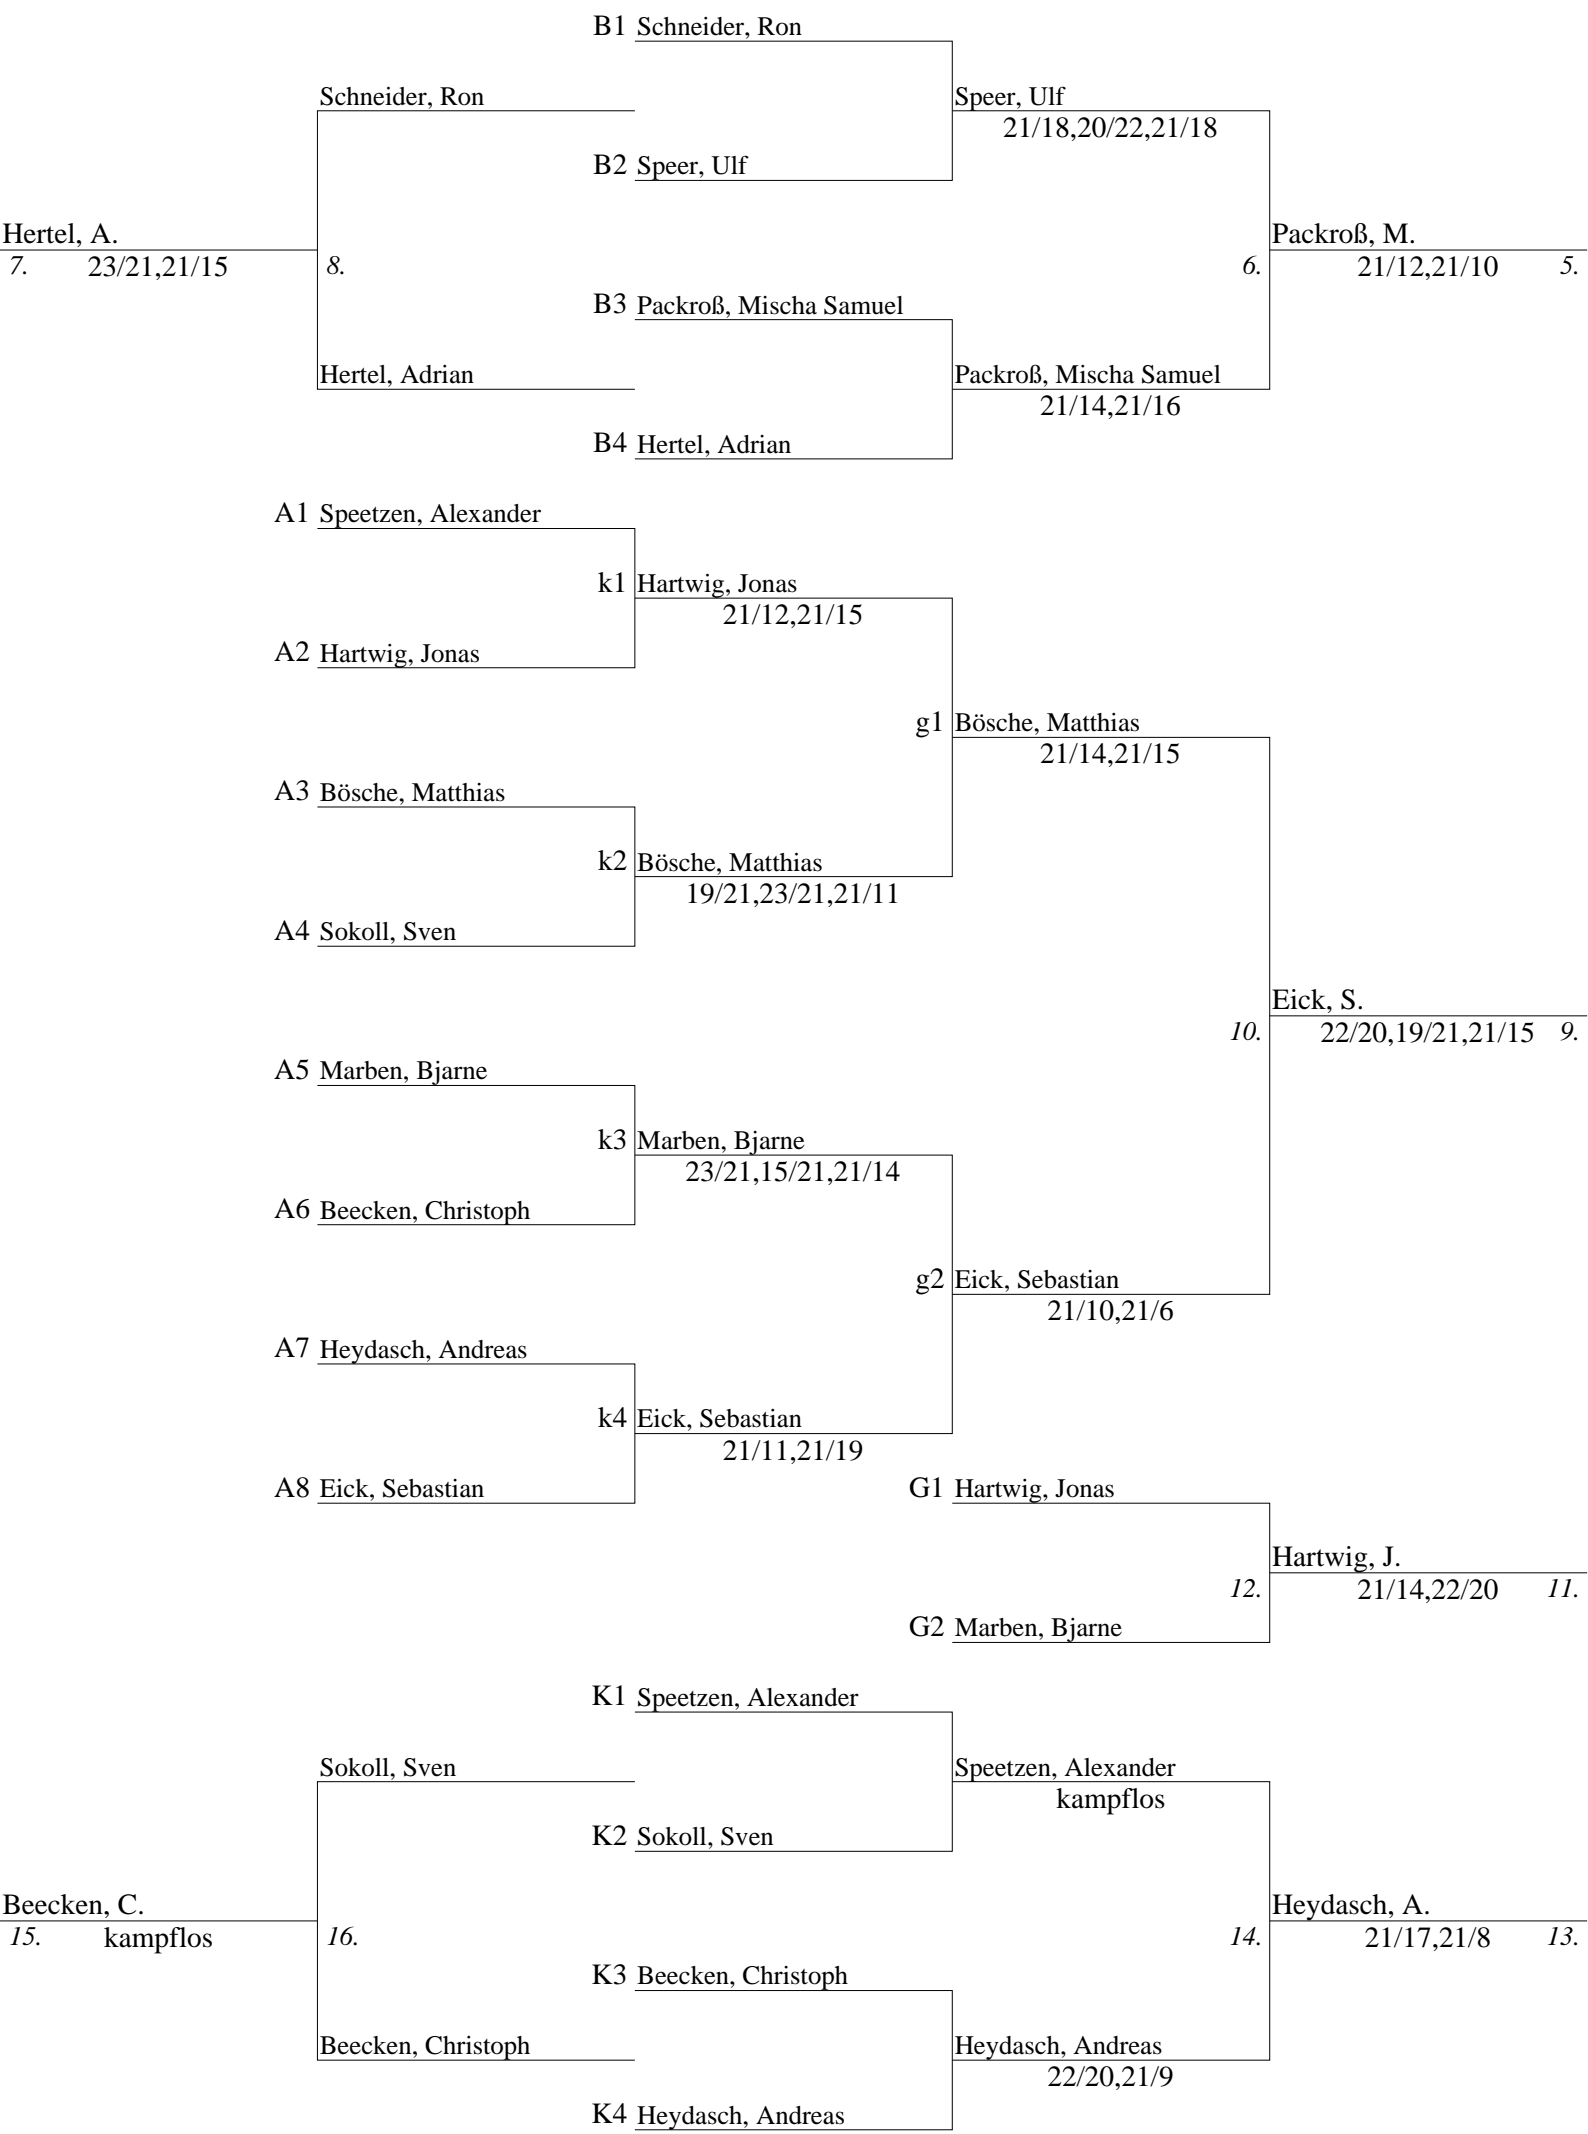 B1 Schneider, Ron
Schneider, Ron
Speer, Ulf
21/18,20/22,21/18
B2 Speer, Ulf
Hertel, A.
7. 23/21,21/15
8.
Packroß, M.
6.
21/12,21/10 5.
B3 Packroß, Mischa Samuel
Hertel, Adrian
Packroß, Mischa Samuel
21/14,21/16
B4 Hertel, Adrian
A1 Speetzen, Alexander
k1 Hartwig, Jonas
21/12,21/15
A2 Hartwig, Jonas
g1 Bösche, Matthias
21/14,21/15
A3 Bösche, Matthias
k2 Bösche, Matthias
19/21,23/21,21/11
A4 Sokoll, Sven
Eick, S.
10.
22/20,19/21,21/15 9.
A5 Marben, Bjarne
k3 Marben, Bjarne
23/21,15/21,21/14
A6 Beecken, Christoph
g2 Eick, Sebastian
21/10,21/6
A7 Heydasch, Andreas
k4 Eick, Sebastian
21/11,21/19
A8 Eick, Sebastian
G1 Hartwig, Jonas
Hartwig, J.
12.
21/14,22/20 11.
G2 Marben, Bjarne
K1 Speetzen, Alexander
Sokoll, Sven
Speetzen, Alexander
kampflos
K2 Sokoll, Sven
Beecken, C.
15. kampflos
16.
Heydasch, A.
14.
21/17,21/8 13.
K3 Beecken, Christoph
Beecken, Christoph
Heydasch, Andreas
22/20,21/9
K4 Heydasch, Andreas